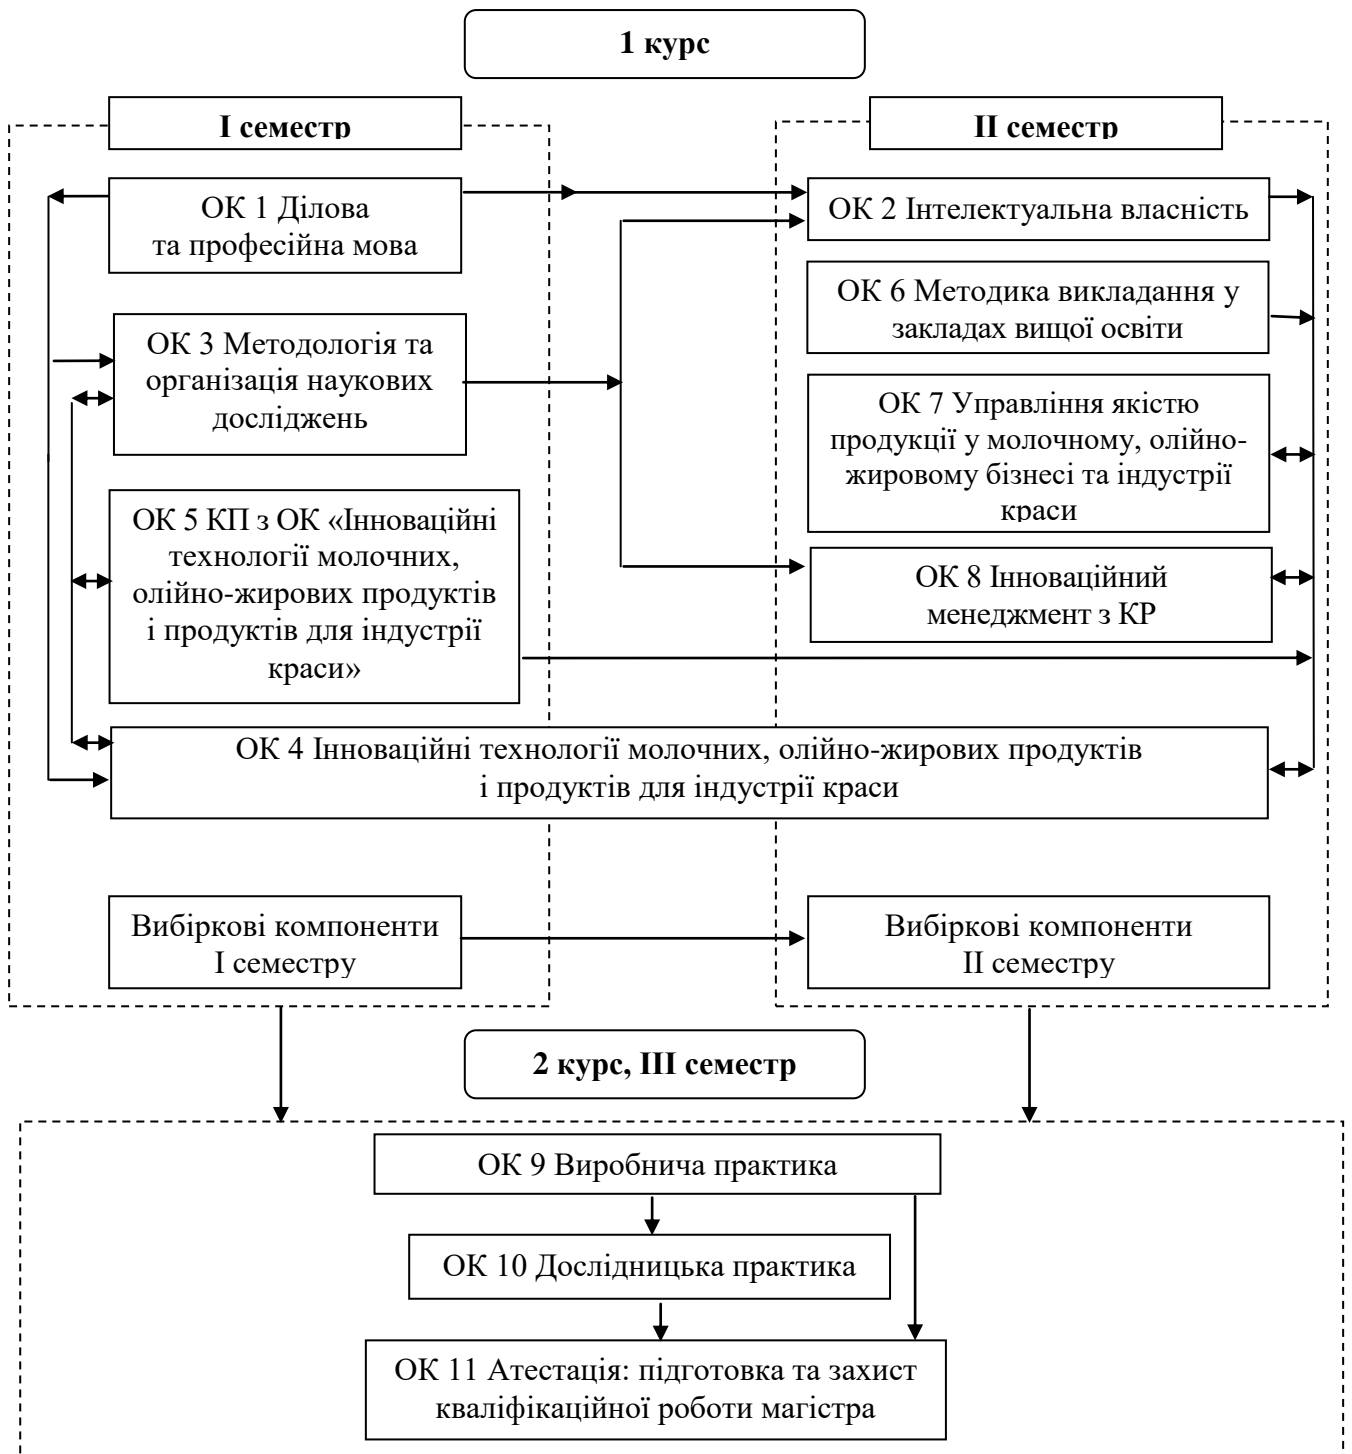 1 курс
І семестр
ІІ семестр
ОК 1 Ділова
та професійна мова
ОК 2 Інтелектуальна власність
ОК 6 Методика викладання у
закладах вищої освіти
ОК 3 Методологія та
організація наукових
досліджень
ОК 7 Управління якістю
продукції у молочному, олійно-
жировому бізнесі та індустрії
краси
ОК 5 КП з ОК «Інноваційні
технології молочних,
олійно-жирових продуктів
і продуктів для індустрії
краси»
ОК 8 Інноваційний
менеджмент з КР
ОК 4 Інноваційні технології молочних, олійно-жирових продуктів
і продуктів для індустрії краси
Вибіркові компоненти
І семестру
Вибіркові компоненти
ІІ семестру
2 курс, ІІІ семестр
ОК 9 Виробнича практика
ОК 10 Дослідницька практика
ОК 11 Атестація: підготовка та захист
кваліфікаційної роботи магістра